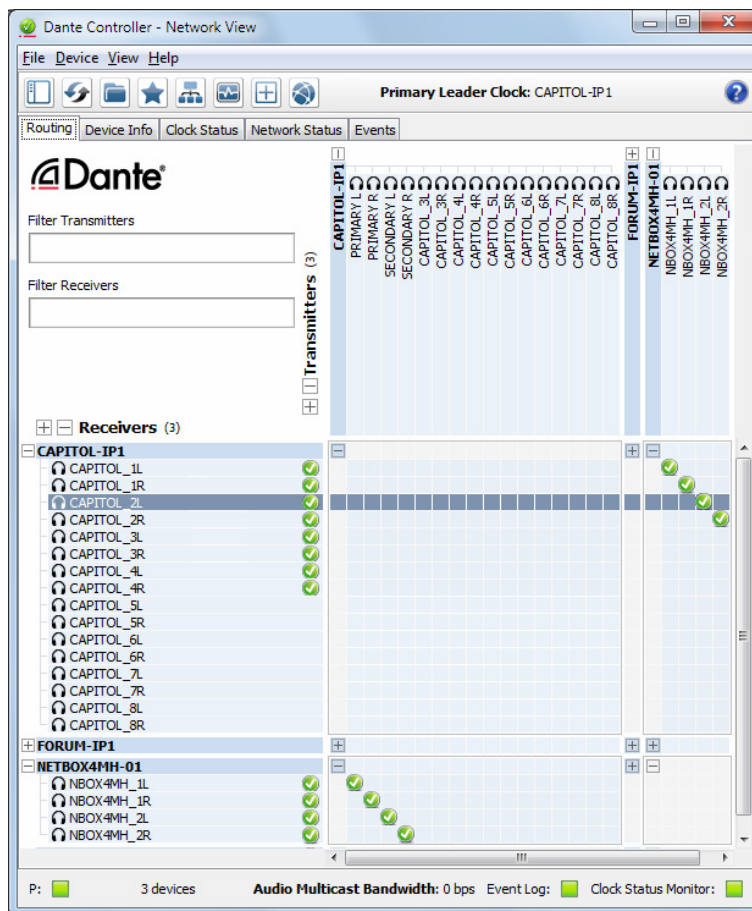 Dante Controller - Network View
File Device View Help
Primary Leader Clock: CAPITOL-IP1
?
Routing Device Info Clock Status Network Status Events
Dante®
Filter Transmitters
Filter Receivers
Transmitters (3)
CAPITOL-IP1
PRIMARY L
PRIMARY R
SECONDARY L
SECONDARY R
CAPITOL_3L
CAPITOL_3R
CAPITOL_4L
CAPITOL_4R
CAPITOL_5L
CAPITOL_5R
CAPITOL_6L
CAPITOL_6R
CAPITOL_7L
CAPITOL_7R
CAPITOL_8L
CAPITOL_8R
FORUM-IP1
NETBOX4MH-01
NBOX4MH_1L
NBOX4MH_1R
NBOX4MH_2L
NBOX4MH_2R
Receivers (3)
CAPITOL-IP1
CAPITOL_1L
CAPITOL_1R
CAPITOL_2L
CAPITOL_2R
CAPITOL_3L
CAPITOL_3R
CAPITOL_4L
CAPITOL_4R
CAPITOL_5L
CAPITOL_5R
CAPITOL_6L
CAPITOL_6R
CAPITOL_7L
CAPITOL_7R
CAPITOL_8L
CAPITOL_8R
FORUM-IP1
NETBOX4MH-01
NBOX4MH_1L
NBOX4MH_1R
NBOX4MH_2L
NBOX4MH_2R
P: 3 devices Audio Multicast Bandwidth: 0 bps Event Log: Clock Status Monitor: